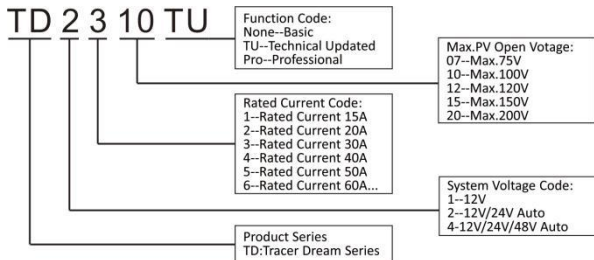 TD 2 3 10 TU
Function Code:
None--Basic
TU--Technical Updated
Pro--Professional
Max.PV Open Votage:
07--Max.75V
10--Max.100V
12--Max.120V
15--Max.150V
20--Max.200V
Rated Current Code:
1--Rated Current 15A
2--Rated Current 20A
3--Rated Current 30A
4--Rated Current 40A
5--Rated Current 50A
6--Rated Current 60A...
System Voltage Code:
1--12V
2--12V/24V Auto
4-12V/24V/48V Auto
Product Series
TD:Tracer Dream Series